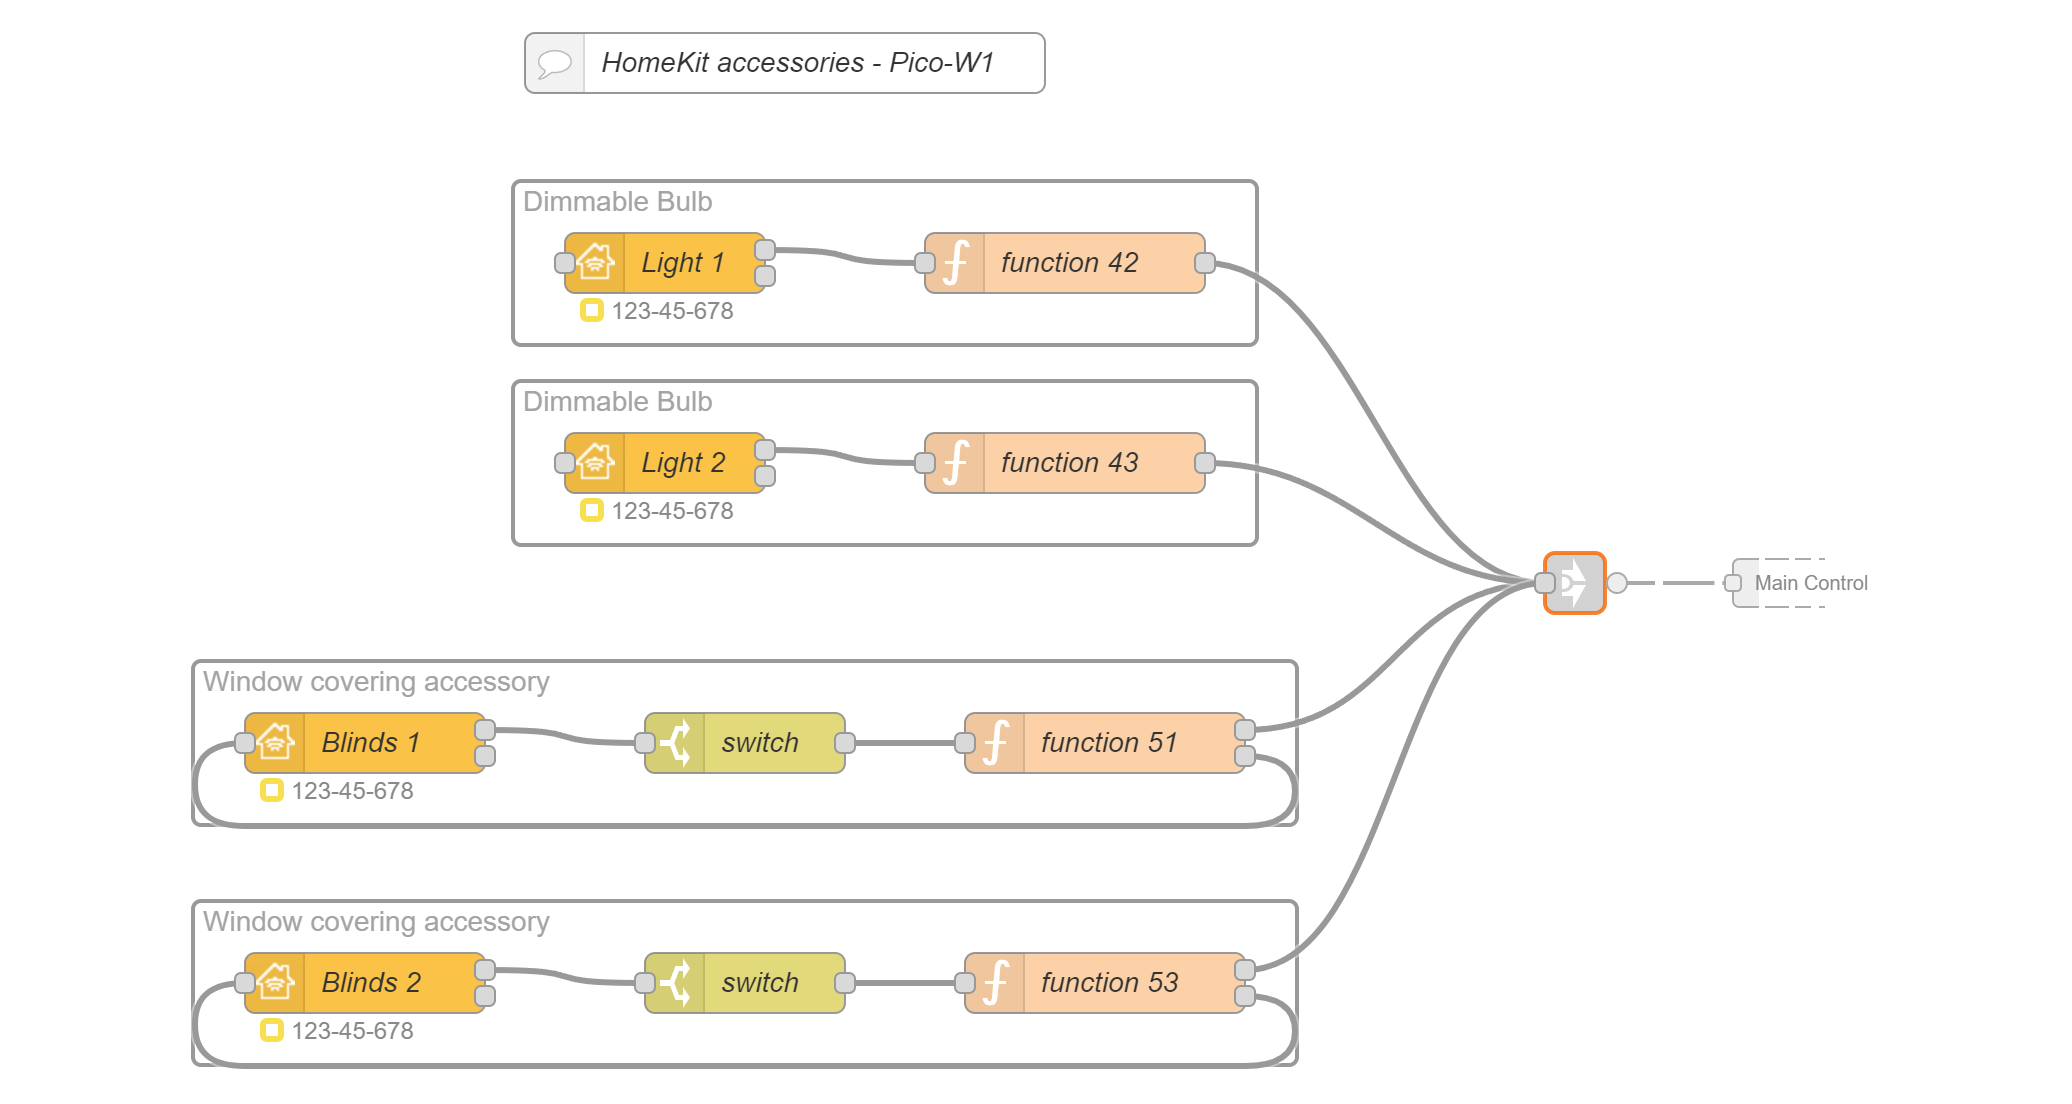 HomeKit accessories - Pico-W1
Dimmable Bulb
Light 1
function 42
123-45-678
Dimmable Bulb
Light 2
function 43
123-45-678
Main Control
Window covering accessory
Blinds 1
switch
function 51
123-45-678
Window covering accessory
Blinds 2
switch
function 53
123-45-678